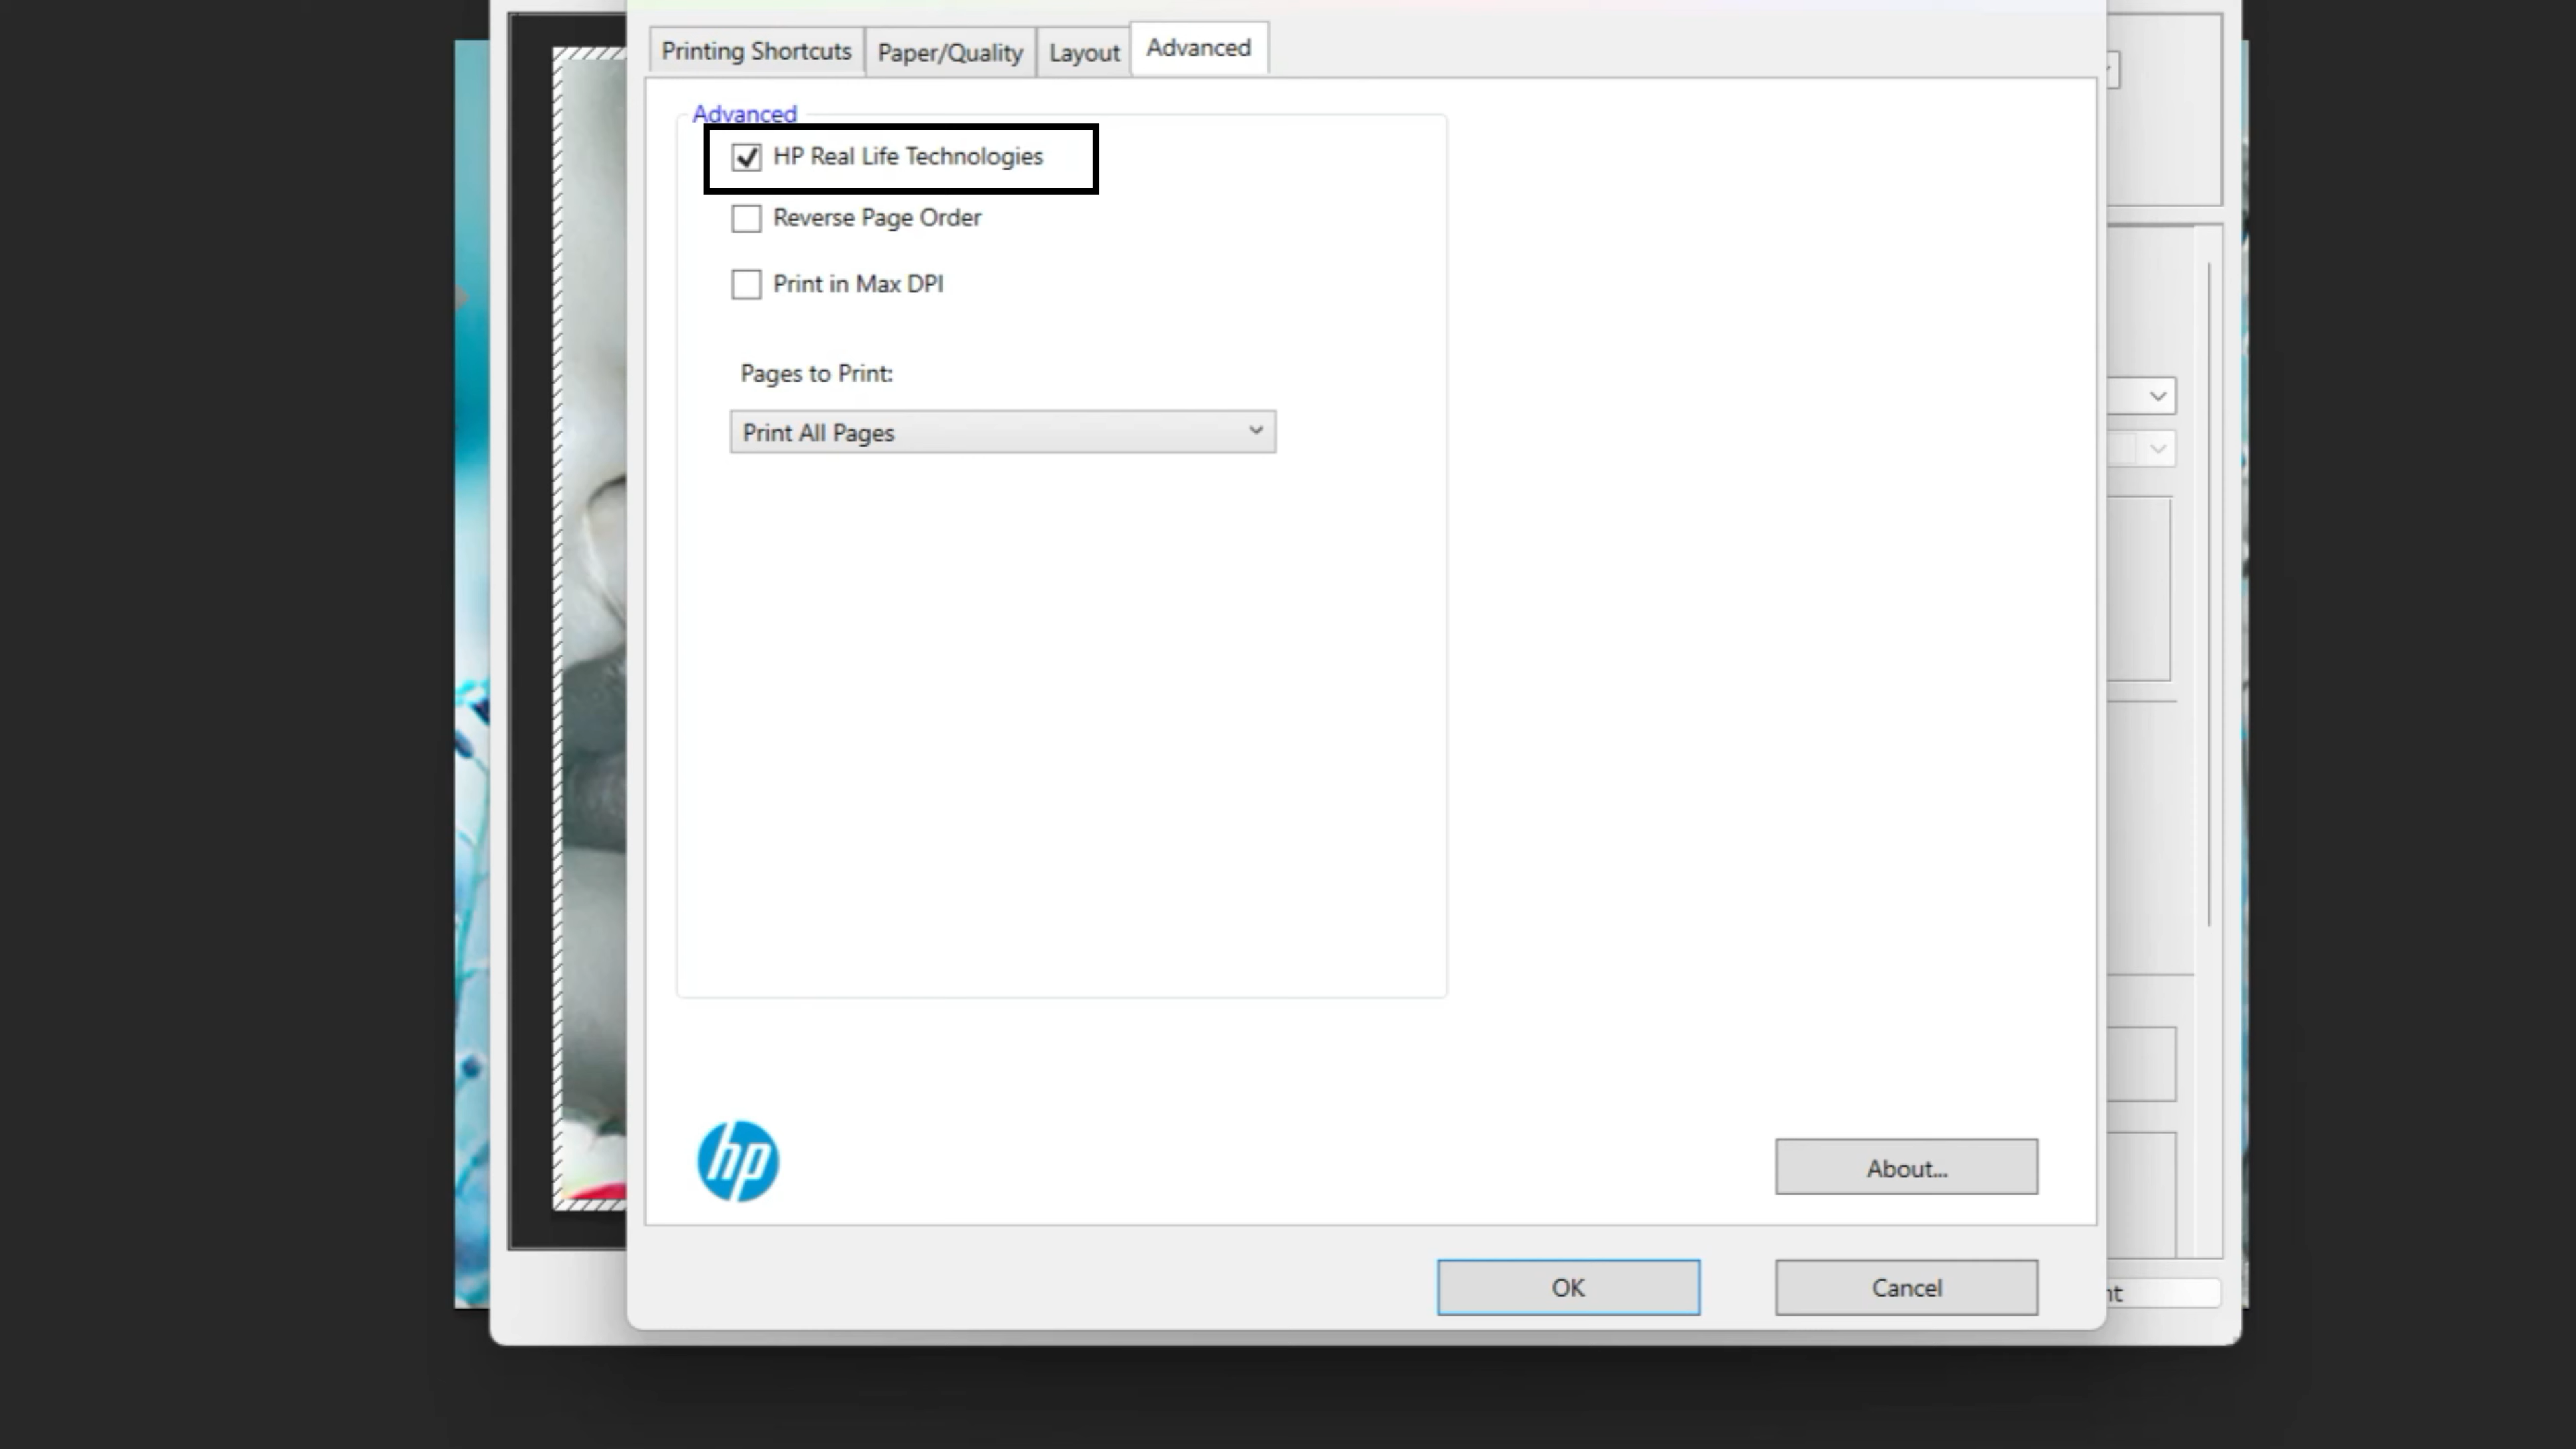 Printing Shortcuts Paper/Quality Layout Advanced
Advanced
HP Real Life Technologies
Reverse Page Order
Print in Max DPI
Pages to Print:
Print All Pages
hp
About...
OK Cancel